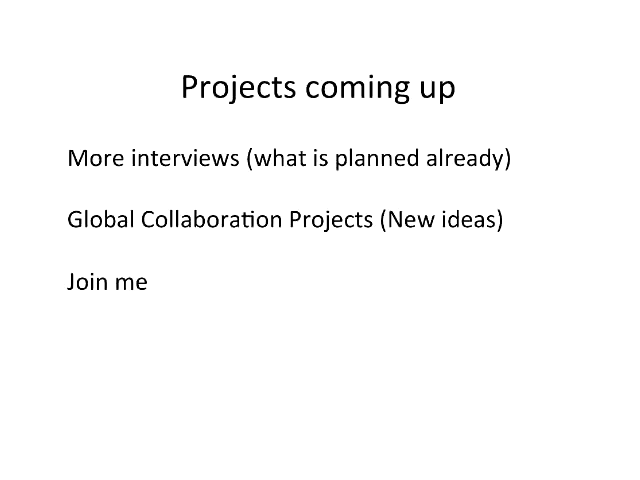 Projects coming up
More interviews (what is planned already)
Global Collaboration Projects (New ideas)
Join me